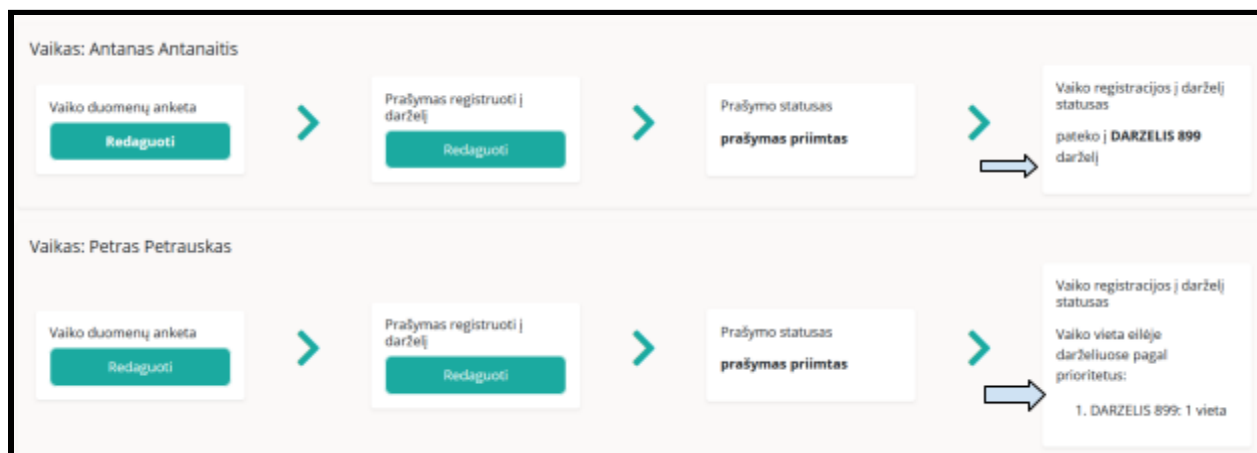 Vaikas: Antanas Antanaitis
Vaiko duomenų anketa
Redaguoti
Prašymas registruoti į
darželį
Redaguoti
Prašymo statusas
prašymas priimtas
Vaiko registracijos į darželį
statusas
pateko į DARZELIS 899
darželį
Vaikas: Petras Petrauskas
Vaiko duomenų anketa
Redaguoti
Prašymas registruoti į
darželį
Redaguoti
Prašymo statusas
prašymas priimtas
Vaiko registracijos į darželį
statusas
Vaiko vieta eilėje
darželiuose pagal
prioritetus:
1. DARZELIS 899: 1 vieta